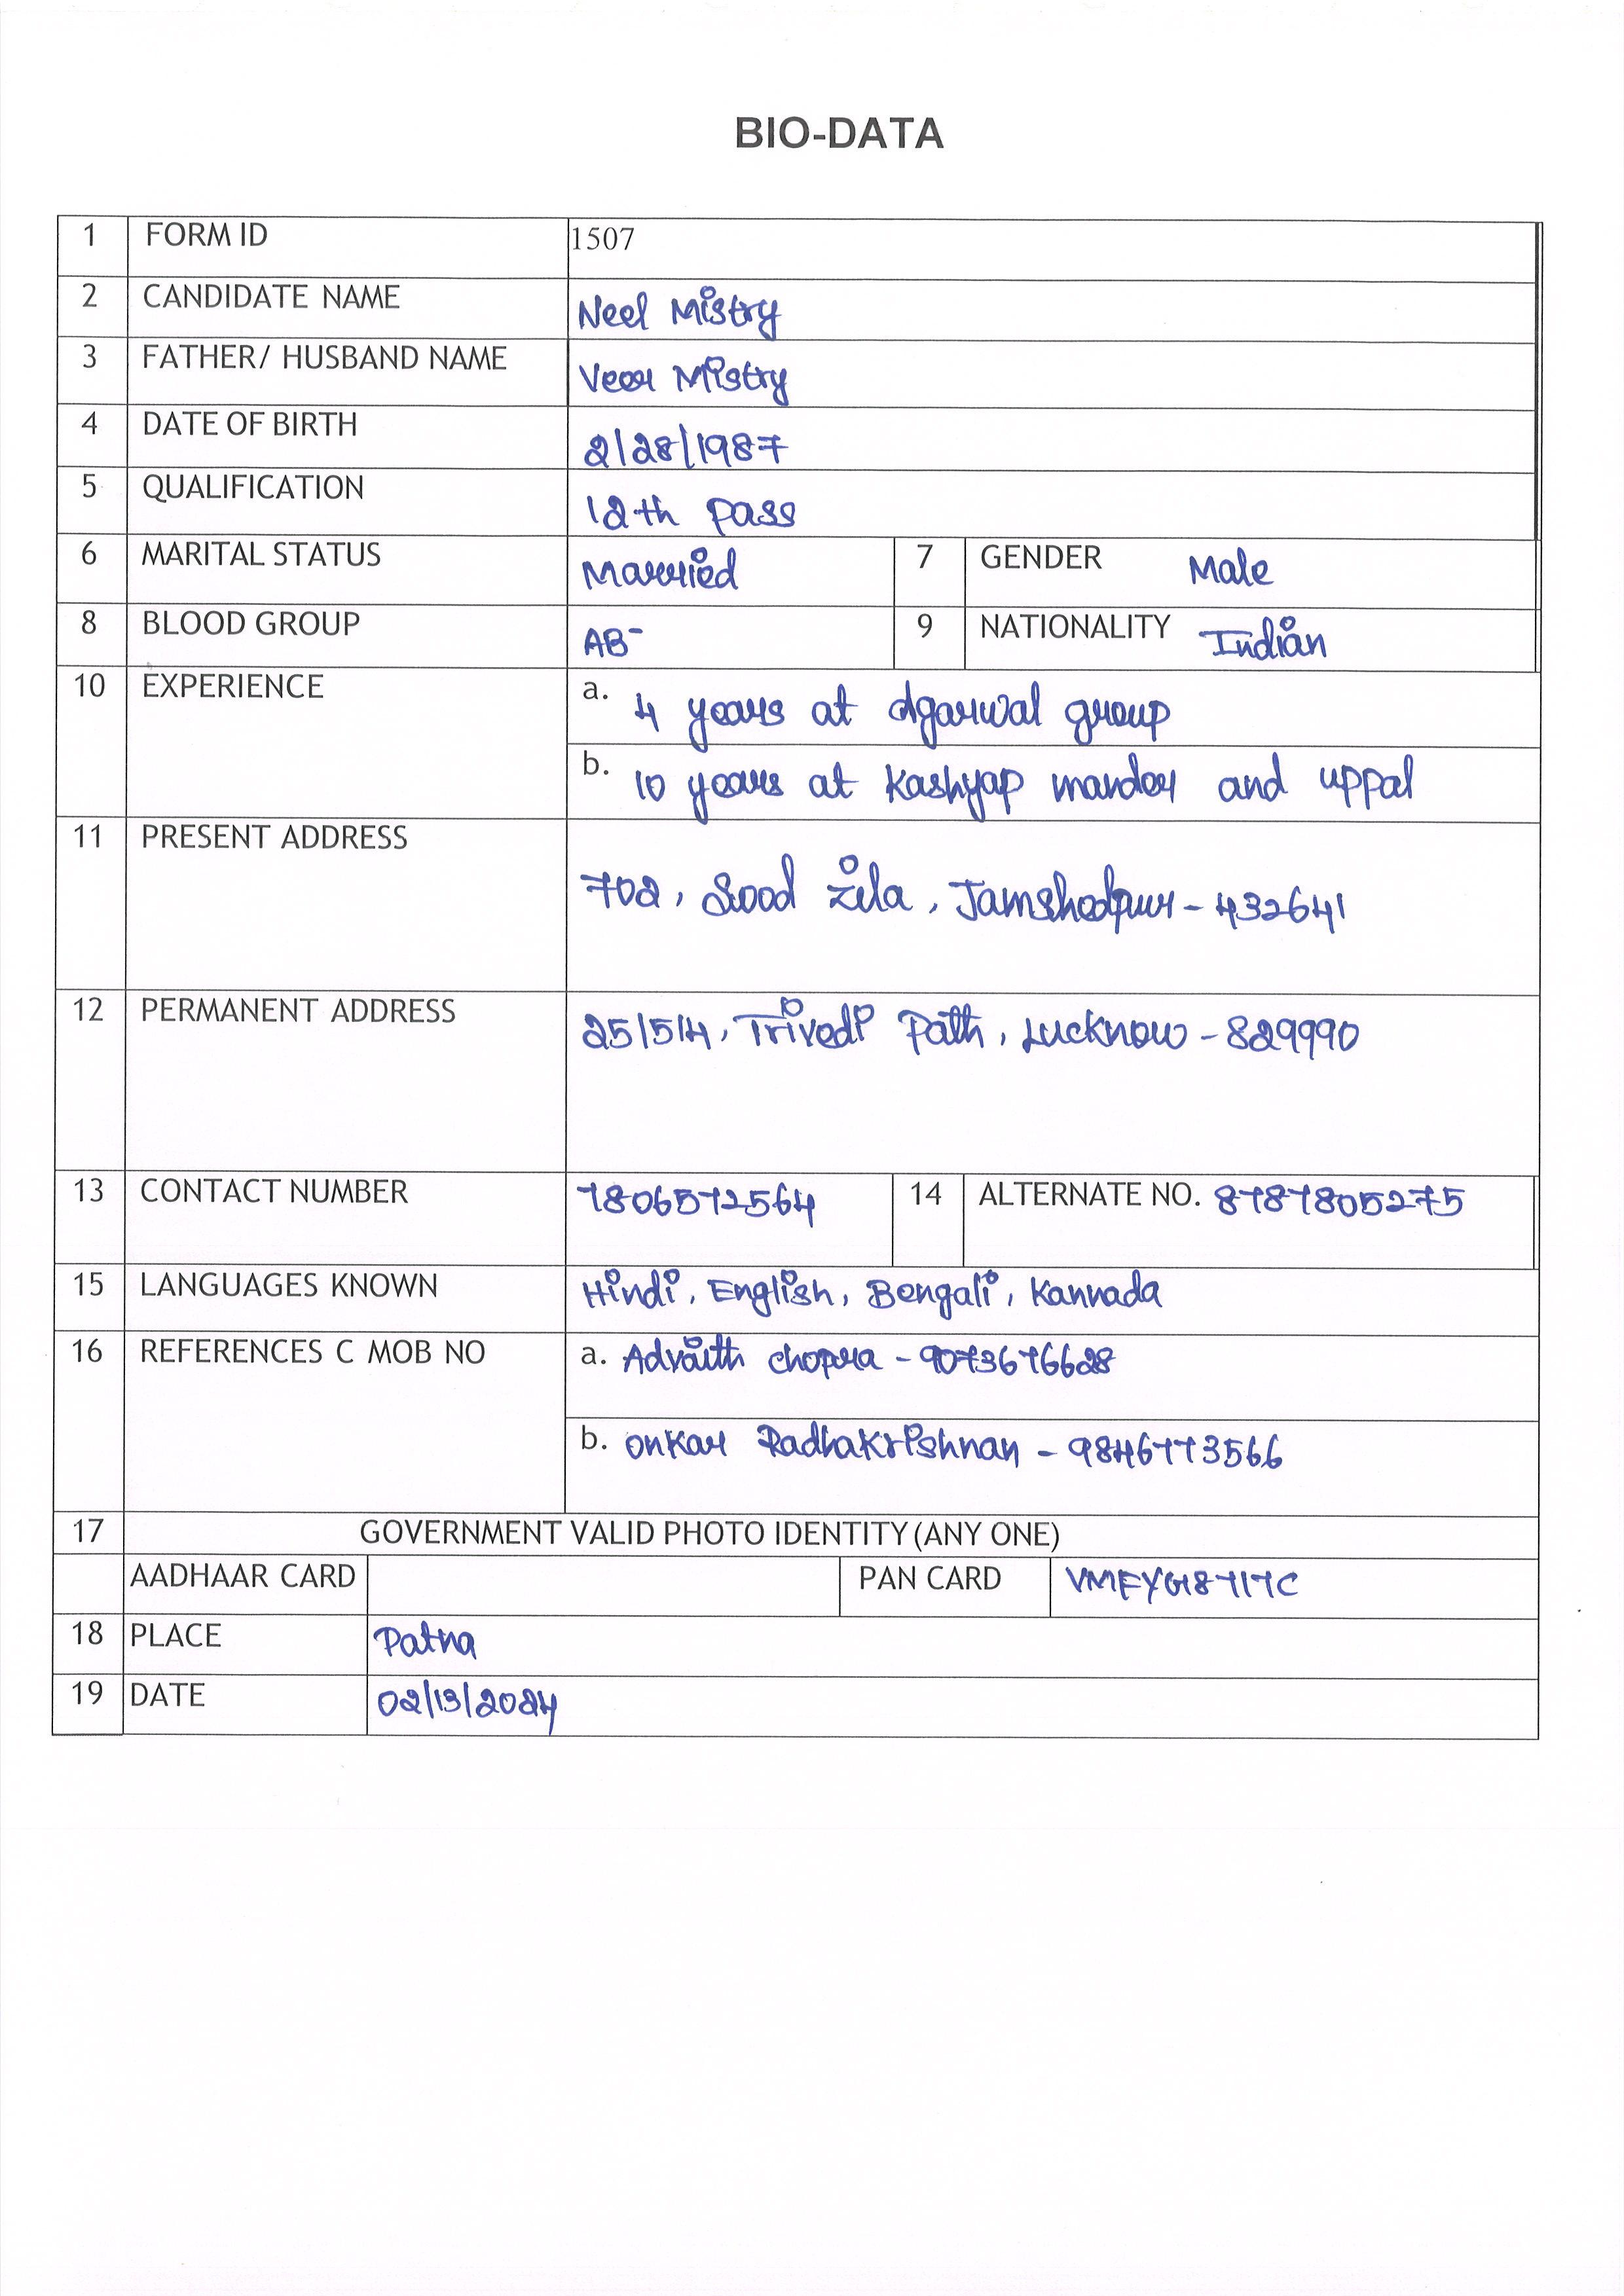 BIO-DATA
1 FORM ID 1507
2 CANDIDATE NAME Neel Mistry
3 FATHER/ HUSBAND NAME Veer Mistry
4 DATE OF BIRTH 2/28/1987
5 QUALIFICATION 12th pass
6 MARITAL STATUS Married 7 GENDER Male
8 BLOOD GROUP AB- 9 NATIONALITY Indian
10 EXPERIENCE a. 4 years at Agarwal group
b. 10 years at Kashyap mander and uppal
11 PRESENT ADDRESS 702, Sood Zila, Jamshedpur - 432641
12 PERMANENT ADDRESS 25/514, Trivedi Path, Lucknow - 829990
13 CONTACT NUMBER 7806572564 14 ALTERNATE NO. 8787805275
15 LANGUAGES KNOWN Hindi, English, Bengali, Kannada
16 REFERENCES C MOB NO a. Advaith chopra - 9073676628
b. onkar Radhakrishnan - 9846773566
17 GOVERNMENT VALID PHOTO IDENTITY (ANY ONE)
AADHAAR CARD PAN CARD VMFYG8717C
18 PLACE Patna
19 DATE 02/13/2024